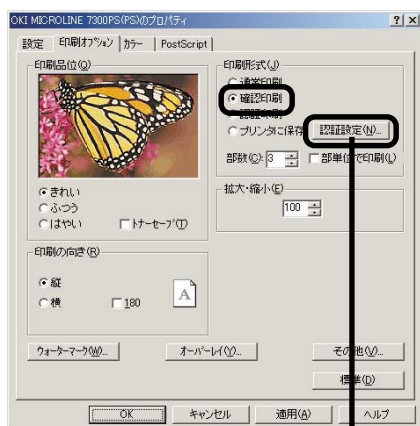 OKI MICROLINE 7300PS(PS)のプロパティ
設定 印刷オプション カラー PostScript
印刷品位(Q)
きれい
ふつう
はやい
トナーセーブ(T)
印刷の向き(R)
縦
横
180
A
印刷形式(J)
通常印刷
確認印刷
認証印刷
プリンタに保存
認証設定(N)...
部数(C): 3
部単位で印刷(L)
拡大・縮小(E)
100
ウォーターマーク(W)...
オーバーレイ(Y)...
その他(V)...
標準(D)
OK
キャンセル
適用(A)
ヘルプ